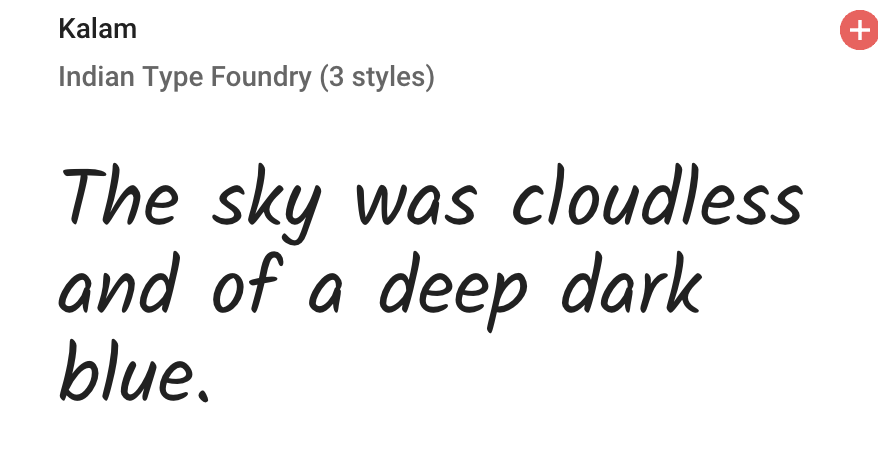 Kalam
Indian Type Foundry (3 styles)
The sky was cloudless
and of a deep dark
blue.